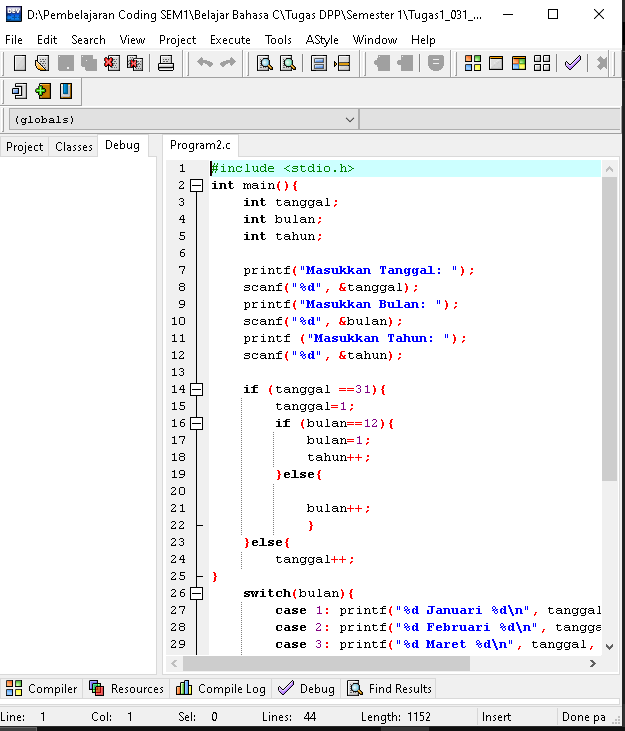 D:\Pembelajaran Coding SEM1\Belajar Bahasa C\Tugas DPP\Semester 1\Tugas1_031_...
File Edit Search View Project Execute Tools AStyle Window Help
(globals)
Project Classes Debug
Program2.c
1 #include <stdio.h>
2 int main(){
3 int tanggal;
4 int bulan;
5 int tahun;
6
7 printf("Masukkan Tanggal: ");
8 scanf("%d", &tanggal);
9 printf("Masukkan Bulan: ");
10 scanf("%d", &bulan);
11 printf ("Masukkan Tahun: ");
12 scanf("%d", &tahun);
13
14 if (tanggal ==31){
15 tanggal=1;
16 if (bulan==12){
17 bulan=1;
18 tahun++;
19 }else{
20
21 bulan++;
22 }
23 }else{
24 tanggal++;
25 }
26 switch(bulan){
27 case 1: printf("%d Januari %d\n", tanggal
28 case 2: printf("%d Februari %d\n", tangga
29 case 3: printf("%d Maret %d\n", tanggal,
Compiler Resources Compile Log Debug Find Results
Line: 1 Col: 1 Sel: 0 Lines: 44 Length: 1152 Insert Done pa